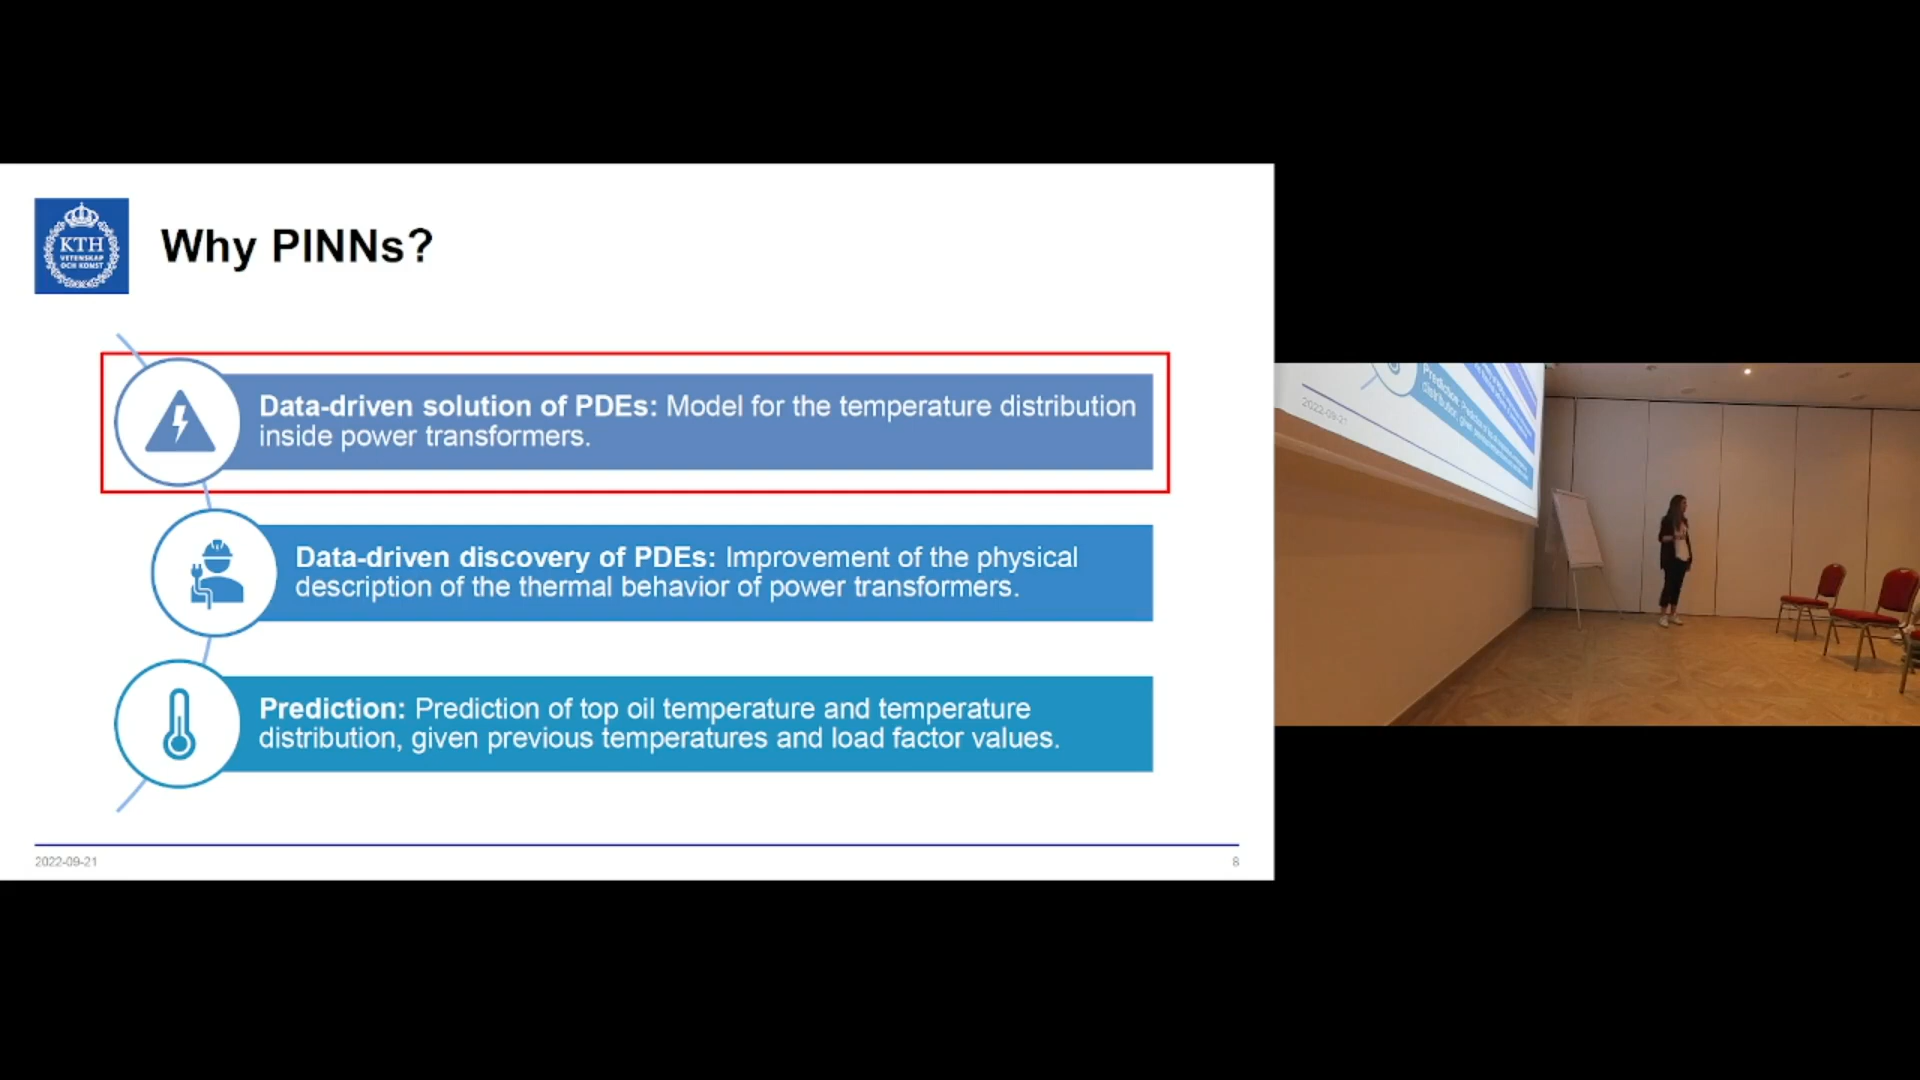 KTH
VETENSKAP
OCH KONST
Why PINNs?
Data-driven solution of PDEs: Model for the temperature distribution
inside power transformers.
Data-driven discovery of PDEs: Improvement of the physical
description of the thermal behavior of power transformers.
Prediction: Prediction of top oil temperature and temperature
distribution, given previous temperatures and load factor values.
2022-09-21
8
2022-09-21